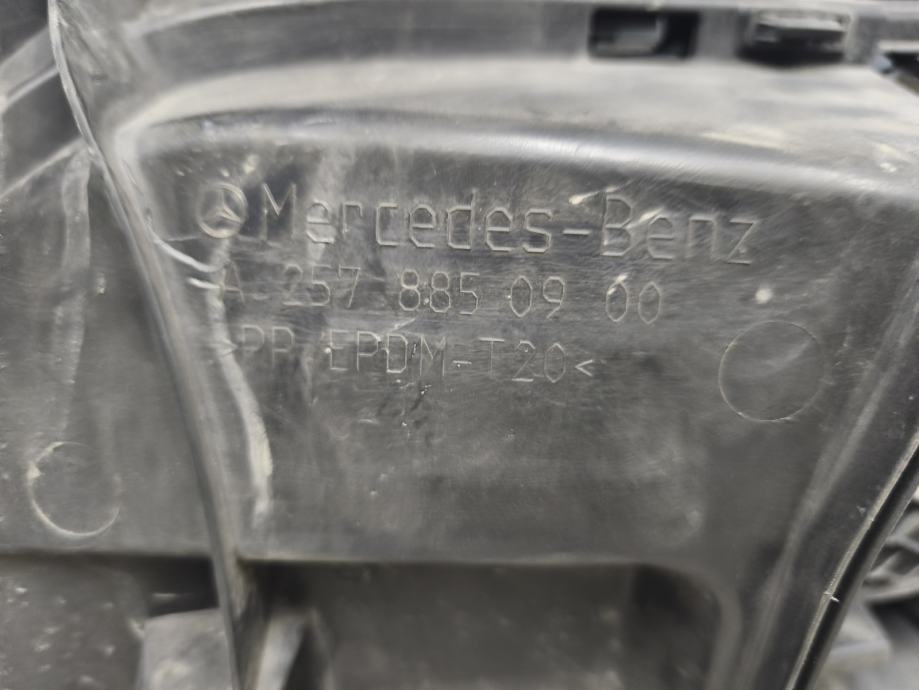 Mercedes-Benz
A 257 885 09 00
>PP EPDM-T20<